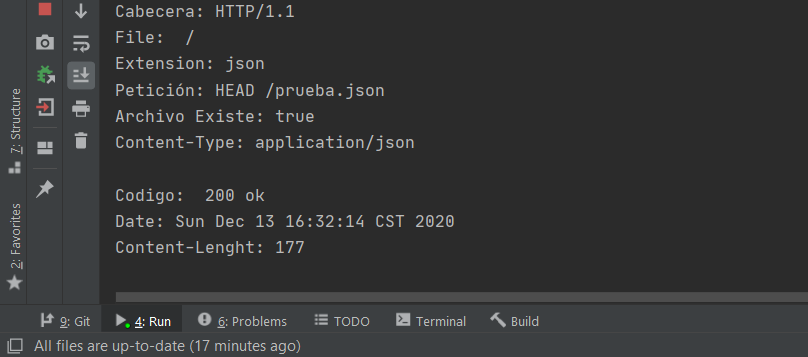 Cabecera: HTTP/1.1
File:  /
Extension: json
Petición: HEAD /prueba.json
Archivo Existe: true
Content-Type: application/json
Codigo:  200 ok
Date: Sun Dec 13 16:32:14 CST 2020
Content-Lenght: 177
7: Structure
2: Favorites
9: Git
4: Run
6: Problems
TODO
Terminal
Build
All files are up-to-date (17 minutes ago)